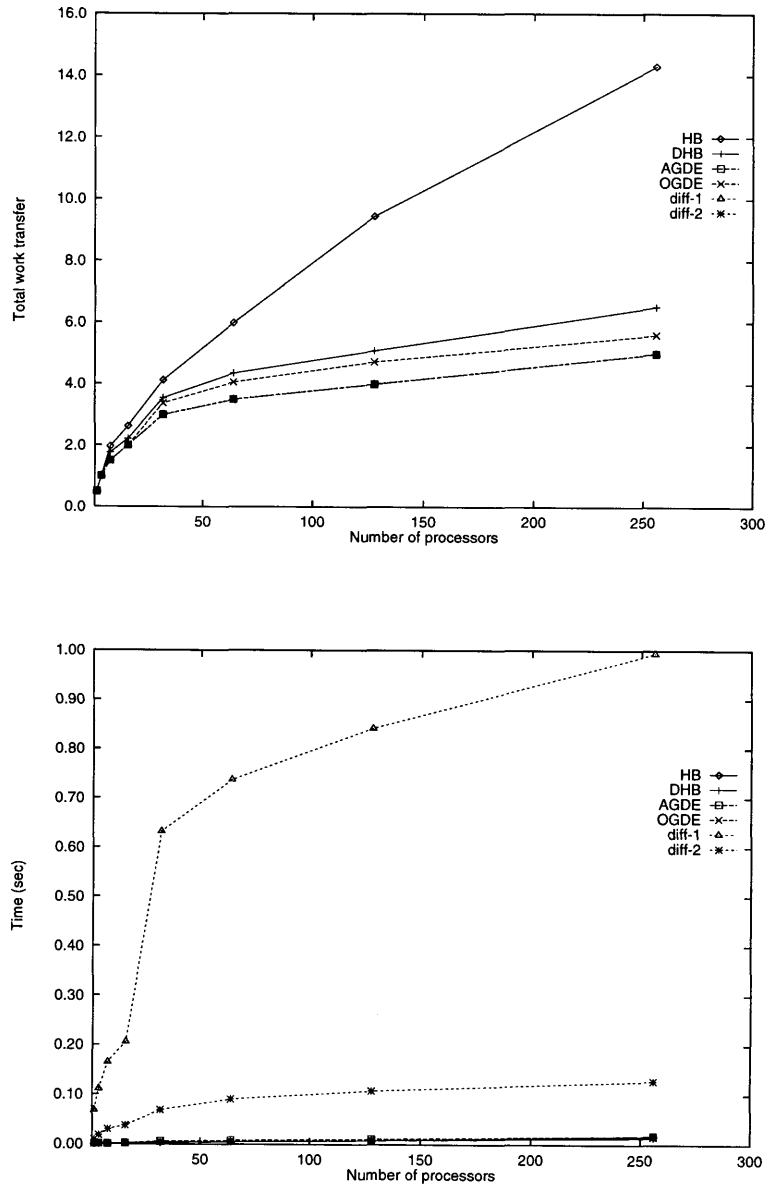 16.0
14.0
12.0
10.0
8.0
6.0
4.0
2.0
0.0
Total work transfer
HB
DHB
AGDE
OGDE
diff-1
diff-2
50
100
150
200
250
300
Number of processors
1.00
0.90
0.80
0.70
0.60
0.50
0.40
0.30
0.20
0.10
0.00
Time (sec)
HB
DHB
AGDE
OGDE
diff-1
diff-2
50
100
150
200
250
300
Number of processors